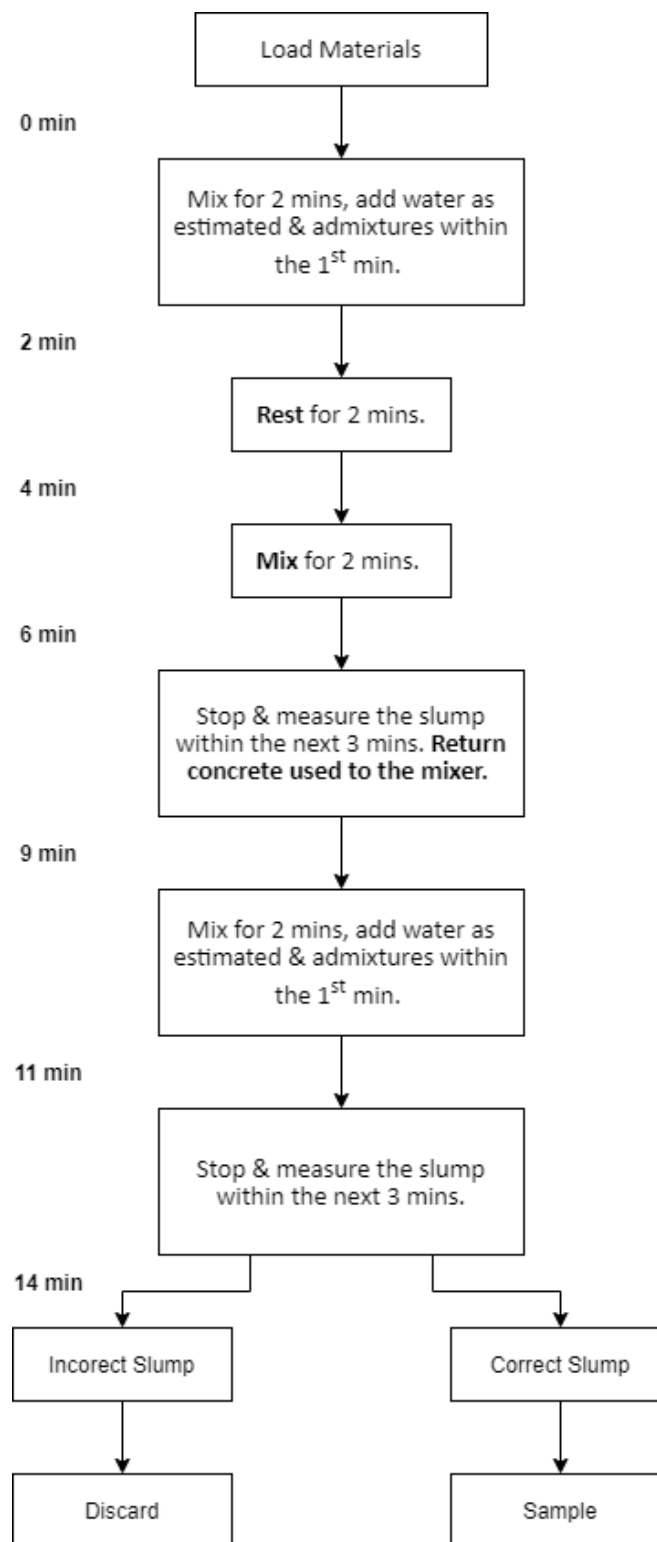 Load Materials
0 min
Mix for 2 mins, add water as
estimated & admixtures within
the 1st min.
2 min
Rest for 2 mins.
4 min
Mix for 2 mins.
6 min
Stop & measure the slump
within the next 3 mins. Return
concrete used to the mixer.
9 min
Mix for 2 mins, add water as
estimated & admixtures within
the 1st min.
11 min
Stop & measure the slump
within the next 3 mins.
14 min
Incorect Slump
Correct Slump
Discard
Sample